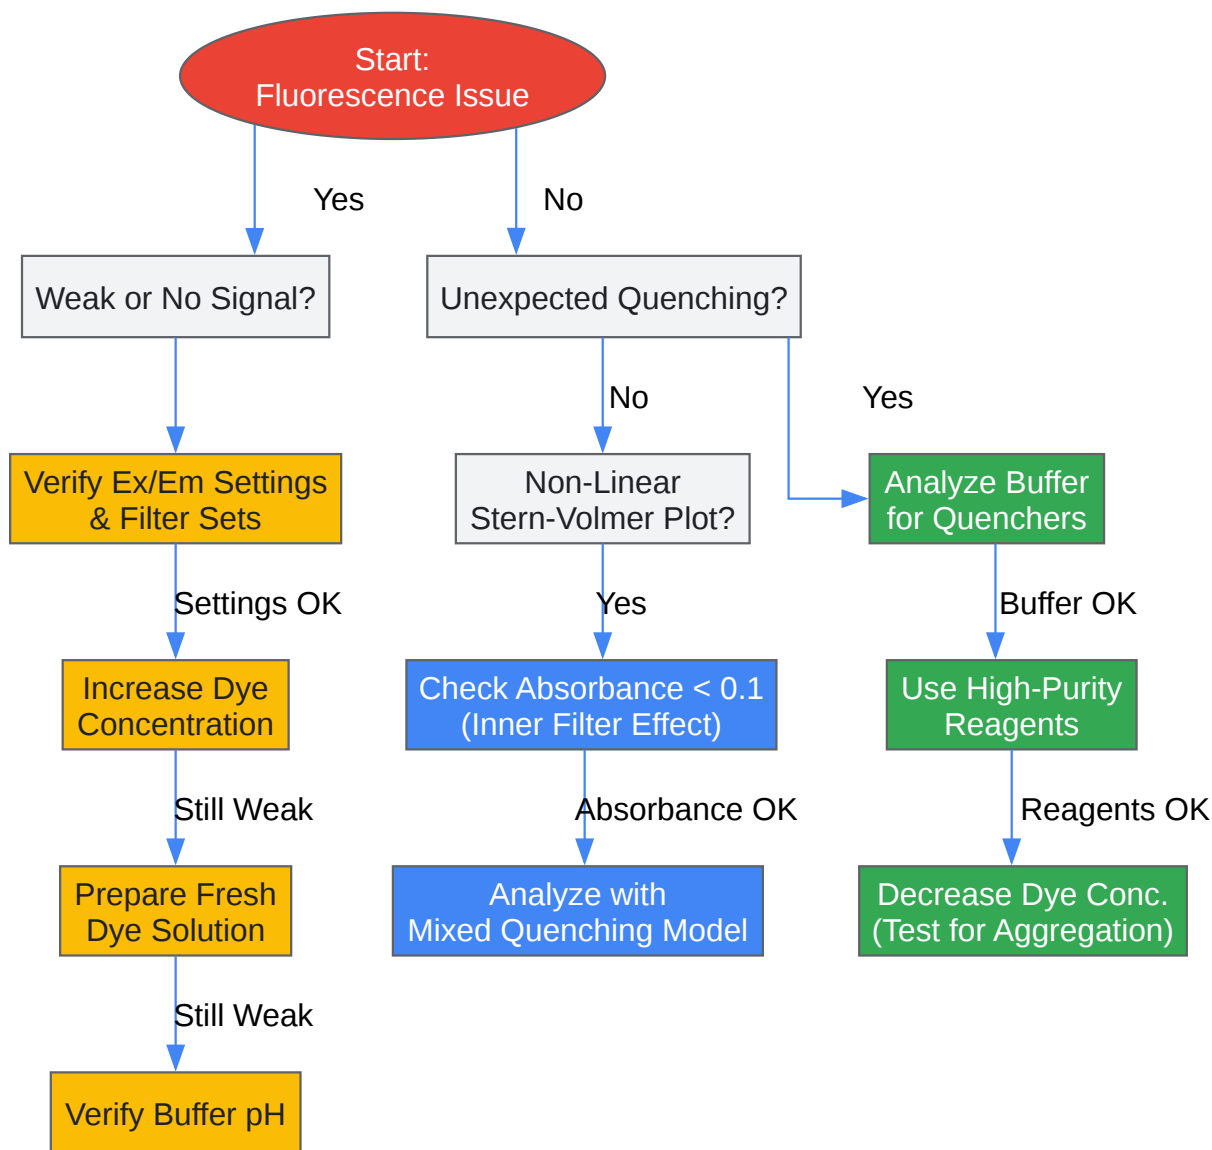 Start:
Fluorescence Issue
Yes
No
Weak or No Signal?
Unexpected Quenching?
No
Yes
Verify Ex/Em Settings
& Filter Sets
Non-Linear
Stern-Volmer Plot?
Analyze Buffer
for Quenchers
Settings OK
Yes
Buffer OK
Increase Dye
Concentration
Check Absorbance < 0.1
(Inner Filter Effect)
Use High-Purity
Reagents
Still Weak
Absorbance OK
Reagents OK
Prepare Fresh
Dye Solution
Analyze with
Mixed Quenching Model
Decrease Dye Conc.
(Test for Aggregation)
Still Weak
Verify Buffer pH